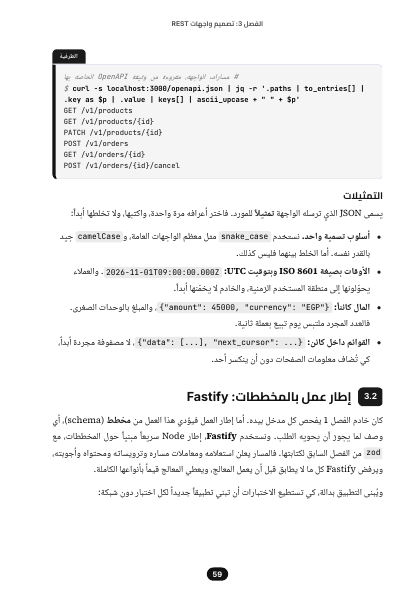 الفصل 3: تصميم واجهات REST
الطرفية
# مسارات الواجهة، مقروءة من وثيقة OpenAPI الخاصة بها
$ curl -s localhost:3000/openapi.json | jq -r '.paths | to_entries[] |
.key as $p | .value | keys[] | ascii_upcase + " " + $p'
GET /v1/products
GET /v1/products/{id}
PATCH /v1/products/{id}
POST /v1/orders
GET /v1/orders/{id}
POST /v1/orders/{id}/cancel
التمثيلات
يسمى JSON الذي ترسله الواجهة تمثيلاً للمورد. فاختر أعرافه مرة واحدة، واكتبها، ولا تخلطها أبداً:
• أسلوب تسمية واحد. نستخدم snake_case مثل معظم الواجهات العامة، و camelCase جيد
بالقدر نفسه. أما الخلط بينهما فليس كذلك.
• الأوقات بصيغة ISO 8601 وبتوقيت UTC: 2026-11-01T09:00:00.000Z. والعملاء
يحوّلونها إلى منطقة المستخدم الزمنية، والخادم لا يخمّنها أبداً.
• المال كائناً: {"amount": 45000, "currency": "EGP"}، والمبلغ بالوحدات الصغرى.
فالعدد المجرد ملتبس يوم تبيع بعملة ثانية.
• القوائم داخل كائن: {"data": [...], "next_cursor": ...}، لا مصفوفة مجردة أبداً،
كي تُضاف معلومات الصفحات دون أن ينكسر أحد.
3.2 إطار عمل بالمخططات: Fastify
كان خادم الفصل 1 يفحص كل مدخل بيده. أما إطار العمل فيؤدي هذا العمل من مخطط (schema)، أي
وصف لما يجوز أن يحويه الطلب. ونستخدم Fastify، إطار Node سريعاً مبنياً حول المخططات، مع
zod من الفصل السابق لكتابتها. فالمسار يعلن استعلامه ومعاملات مساره وترويساته ومحتواه وأجوبته،
ويرفض Fastify كل ما لا يطابق قبل أن يعمل المعالج، ويعطي المعالج قيماً بأنواعها الكاملة.
ويُبنى التطبيق بدالة، كي تستطيع الاختبارات أن تبني تطبيقاً جديداً لكل اختبار دون شبكة:
59